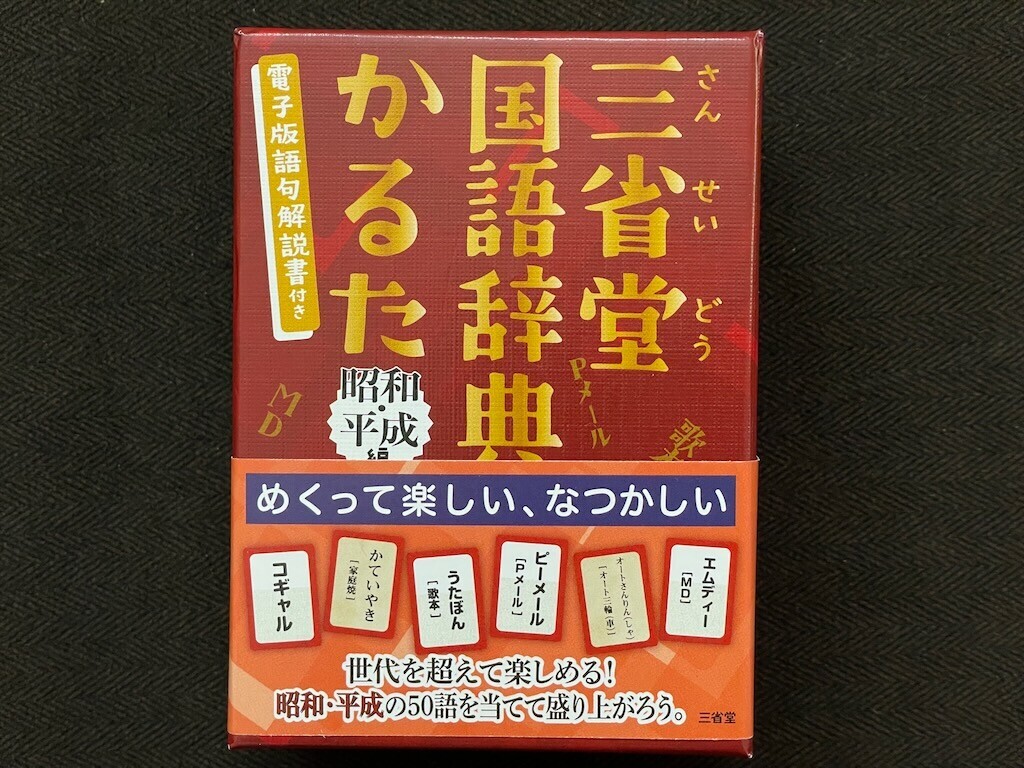 さんせいどう
三省堂
国語辞典
かるた
昭和・
平成
編
電子版語句解説書付き
Pメール
MD
めくって楽しい、なつかしい
コギャル
かていやき
[家庭焼]
うたぼん
[歌本]
ピーメール
[Pメール]
オートさんりん(しゃ)
[オート三輪(車)]
エムディー
[MD]
世代を超えて楽しめる!
昭和・平成の50語を当てて盛り上がろう。
三省堂